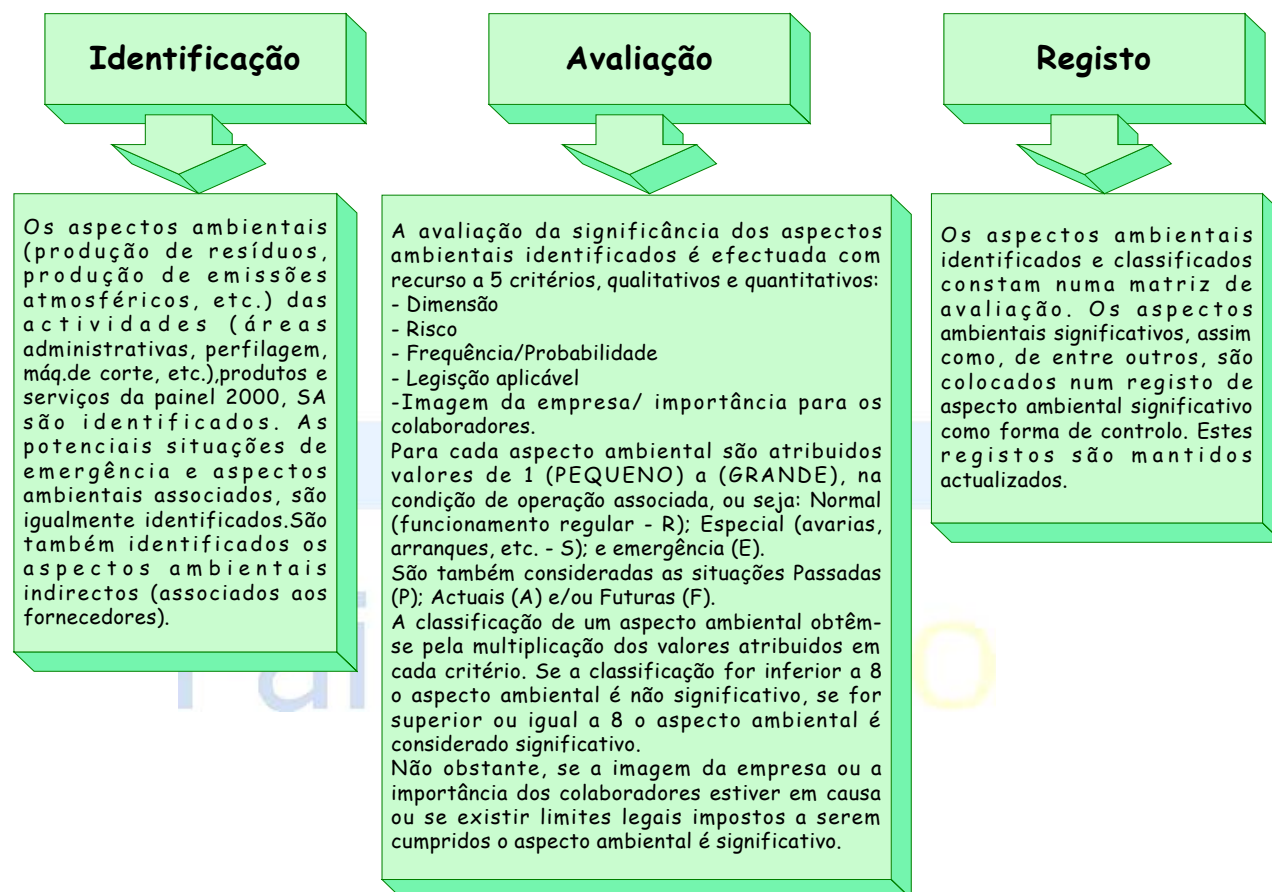 Identificação
Os aspectos ambientais
(produção de resíduos,
produção de emissões
atmosféricos, etc.) das
actividades (áreas
administrativas, perfilagem,
máq.de corte, etc.),produtos e
serviços da painel 2000, SA
são identificados. As
potenciais situações de
emergência e aspectos
ambientais associados, são
igualmente identificados.São
também identificados os
aspectos ambientais
indirectos (associados aos
fornecedores).
Avaliação
A avaliação da significância dos aspectos
ambientais identificados é efectuada com
recurso a 5 critérios, qualitativos e quantitativos:
- Dimensão
- Risco
- Frequência/Probabilidade
- Legisção aplicável
-Imagem da empresa/ importância para os
colaboradores.
Para cada aspecto ambiental são atribuidos
valores de 1 (PEQUENO) a (GRANDE), na
condição de operação associada, ou seja: Normal
(funcionamento regular - R); Especial (avarias,
arranques, etc. - S); e emergência (E).
São também consideradas as situações Passadas
(P); Actuais (A) e/ou Futuras (F).
A classificação de um aspecto ambiental obtêm-
se pela multiplicação dos valores atribuidos em
cada critério. Se a classificação for inferior a 8
o aspecto ambiental é não significativo, se for
superior ou igual a 8 o aspecto ambiental é
considerado significativo.
Não obstante, se a imagem da empresa ou a
importância dos colaboradores estiver em causa
ou se existir limites legais impostos a serem
cumpridos o aspecto ambiental é significativo.
Registo
Os aspectos ambientais
identificados e classificados
constam numa matriz de
avaliação. Os aspectos
ambientais significativos, assim
como, de entre outros, são
colocados num registo de
aspecto ambiental significativo
como forma de controlo. Estes
registos são mantidos
actualizados.